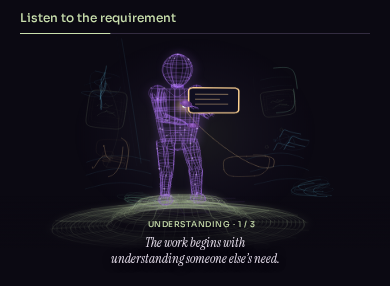 Listen to the requirement
UNDERSTANDING · 1 / 3
The work begins with
understanding someone else's need.